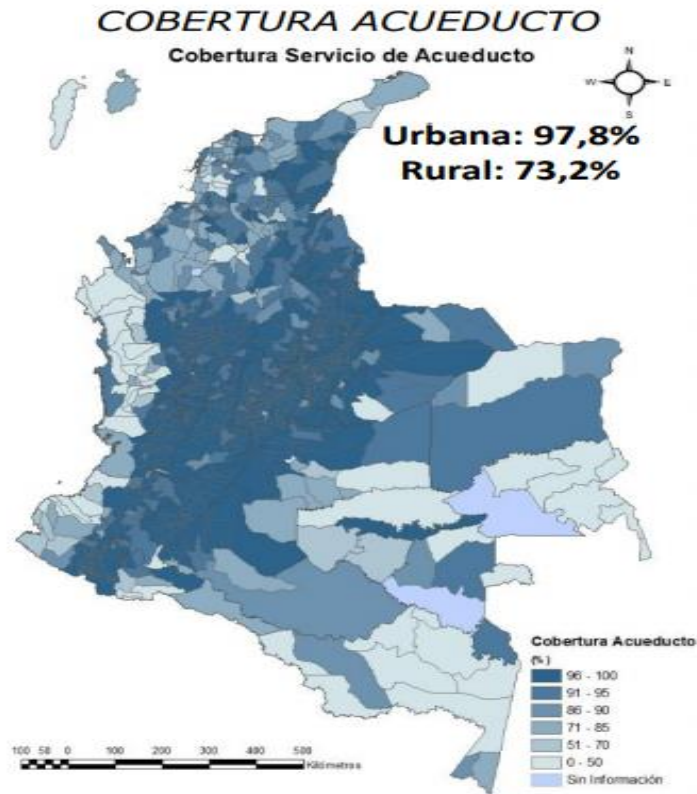 COBERTURA ACUEDUCTO
Cobertura Servicio de Acueducto
N
W E
S
Urbana: 97,8%
Rural: 73,2%
Cobertura Acueducto
(%)
96 - 100
91 - 95
86 - 90
71 - 85
51 - 70
0 - 50
Sin Información
100 50 0 100 200 300 400 500
Kilómetros